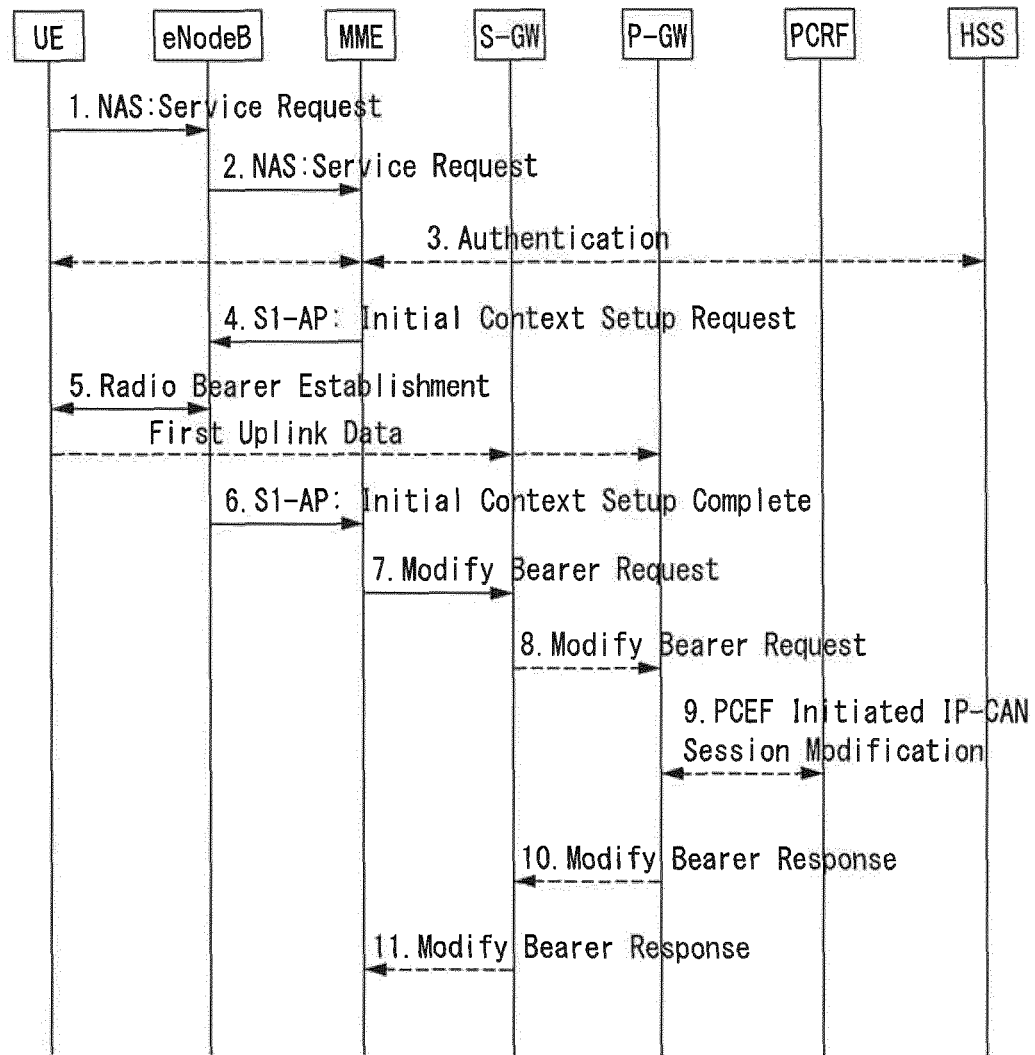 UE eNodeB MME S-GW P-GW PCRF HSS
1.NAS:Service Request
2.NAS:Service Request
3.Authentication
4.S1-AP: Initial Context Setup Request
5.Radio Bearer Establishment
First Uplink Data
6.S1-AP: Initial Context Setup Complete
7.Modify Bearer Request
8.Modify Bearer Request
9.PCEF Initiated IP-CAN
Session Modification
10.Modify Bearer Response
11.Modify Bearer Response